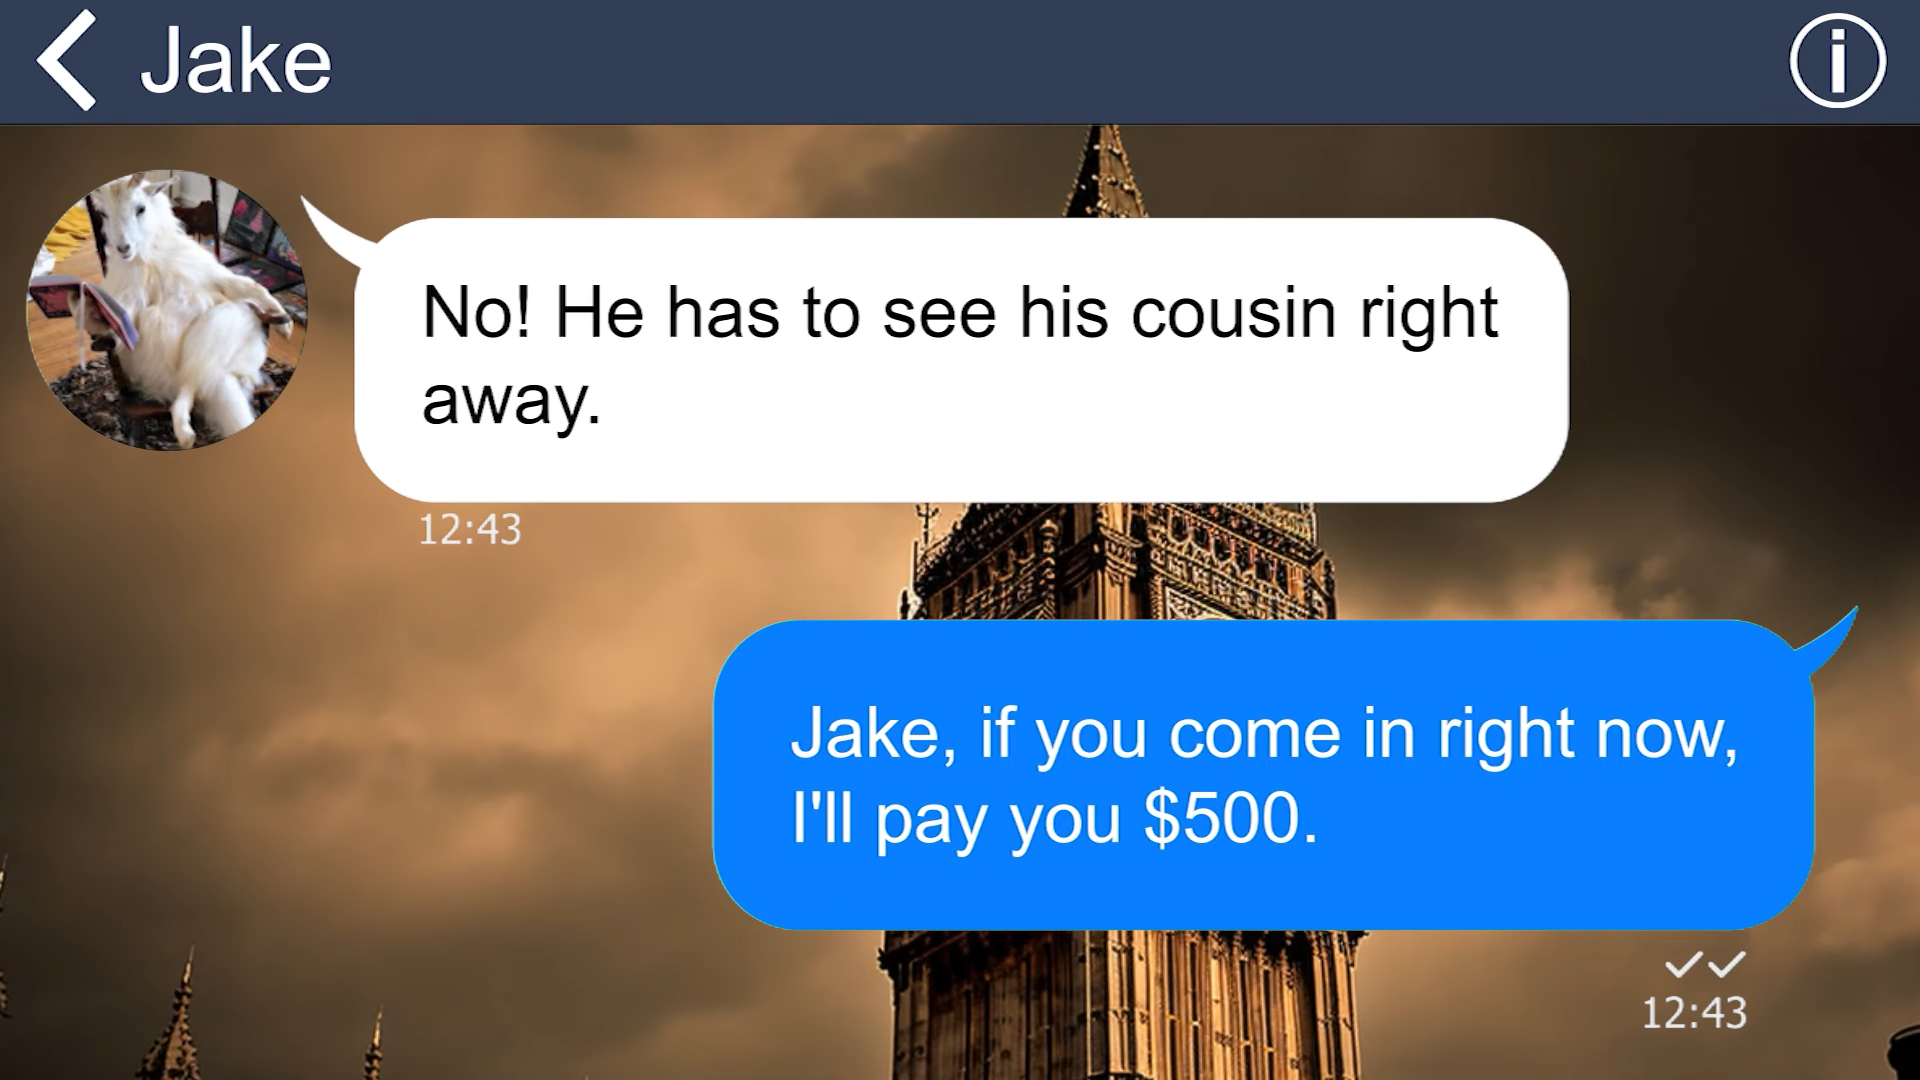 Jake
No! He has to see his cousin right
away.
12:43
Jake, if you come in right now,
I'll pay you $500.
12:43